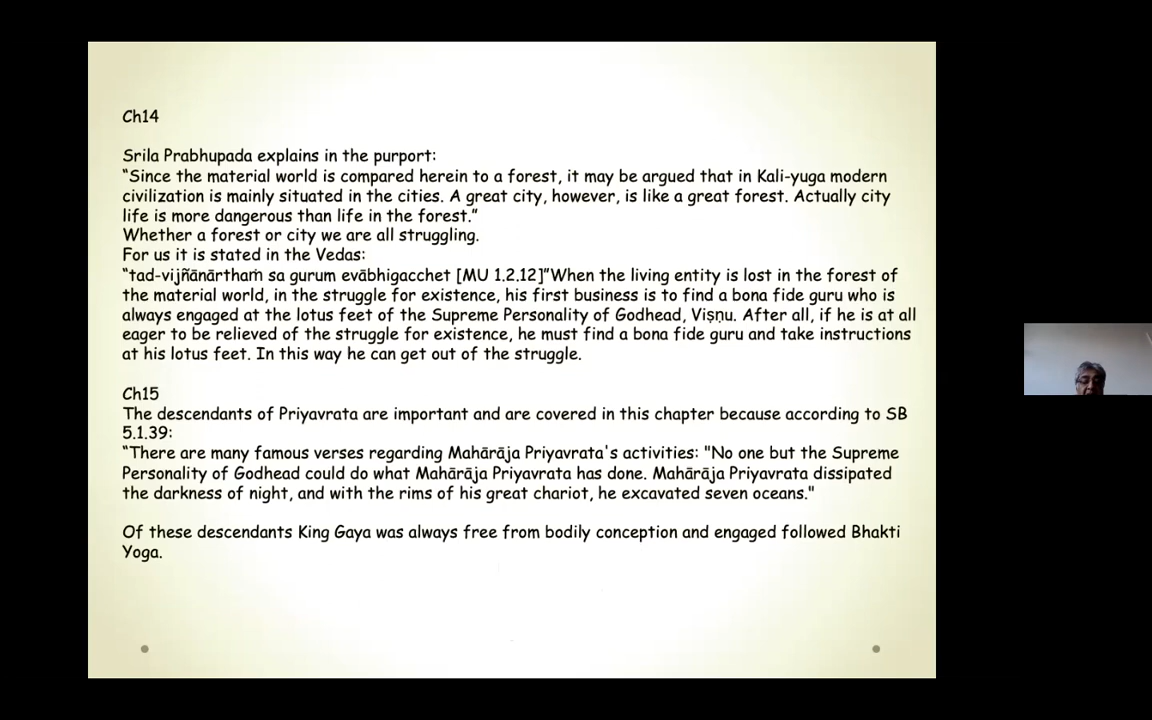 Ch14
Srila Prabhupada explains in the purport:
“Since the material world is compared herein to a forest, it may be argued that in Kali-yuga modern
civilization is mainly situated in the cities. A great city, however, is like a great forest. Actually city
life is more dangerous than life in the forest.”
Whether a forest or city we are all struggling.
For us it is stated in the Vedas:
“tad-vijñānārthaṁ sa gurum evābhigacchet [MU 1.2.12]”When the living entity is lost in the forest of
the material world, in the struggle for existence, his first business is to find a bona fide guru who is
always engaged at the lotus feet of the Supreme Personality of Godhead, Viṣṇu. After all, if he is at all
eager to be relieved of the struggle for existence, he must find a bona fide guru and take instructions
at his lotus feet. In this way he can get out of the struggle.
Ch15
The descendants of Priyavrata are important and are covered in this chapter because according to SB
5.1.39:
“There are many famous verses regarding Mahārāja Priyavrata's activities: "No one but the Supreme
Personality of Godhead could do what Mahārāja Priyavrata has done. Mahārāja Priyavrata dissipated
the darkness of night, and with the rims of his great chariot, he excavated seven oceans."
Of these descendants King Gaya was always free from bodily conception and engaged followed Bhakti
Yoga.